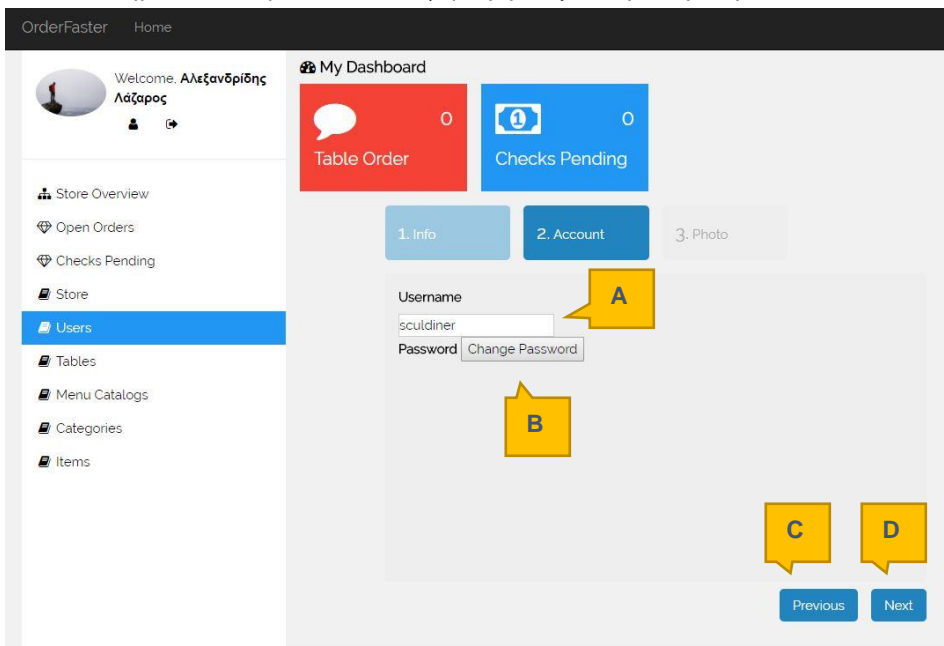 OrderFaster Home
Welcome, Αλεξανδρίδης
Λάζαρος
My Dashboard
0
Table Order
1 0
Checks Pending
Store Overview
Open Orders
Checks Pending
Store
Users
Tables
Menu Catalogs
Categories
Items
1. Info 2. Account 3. Photo
Username
A
sculdiner
Password Change Password
B
C D
Previous Next